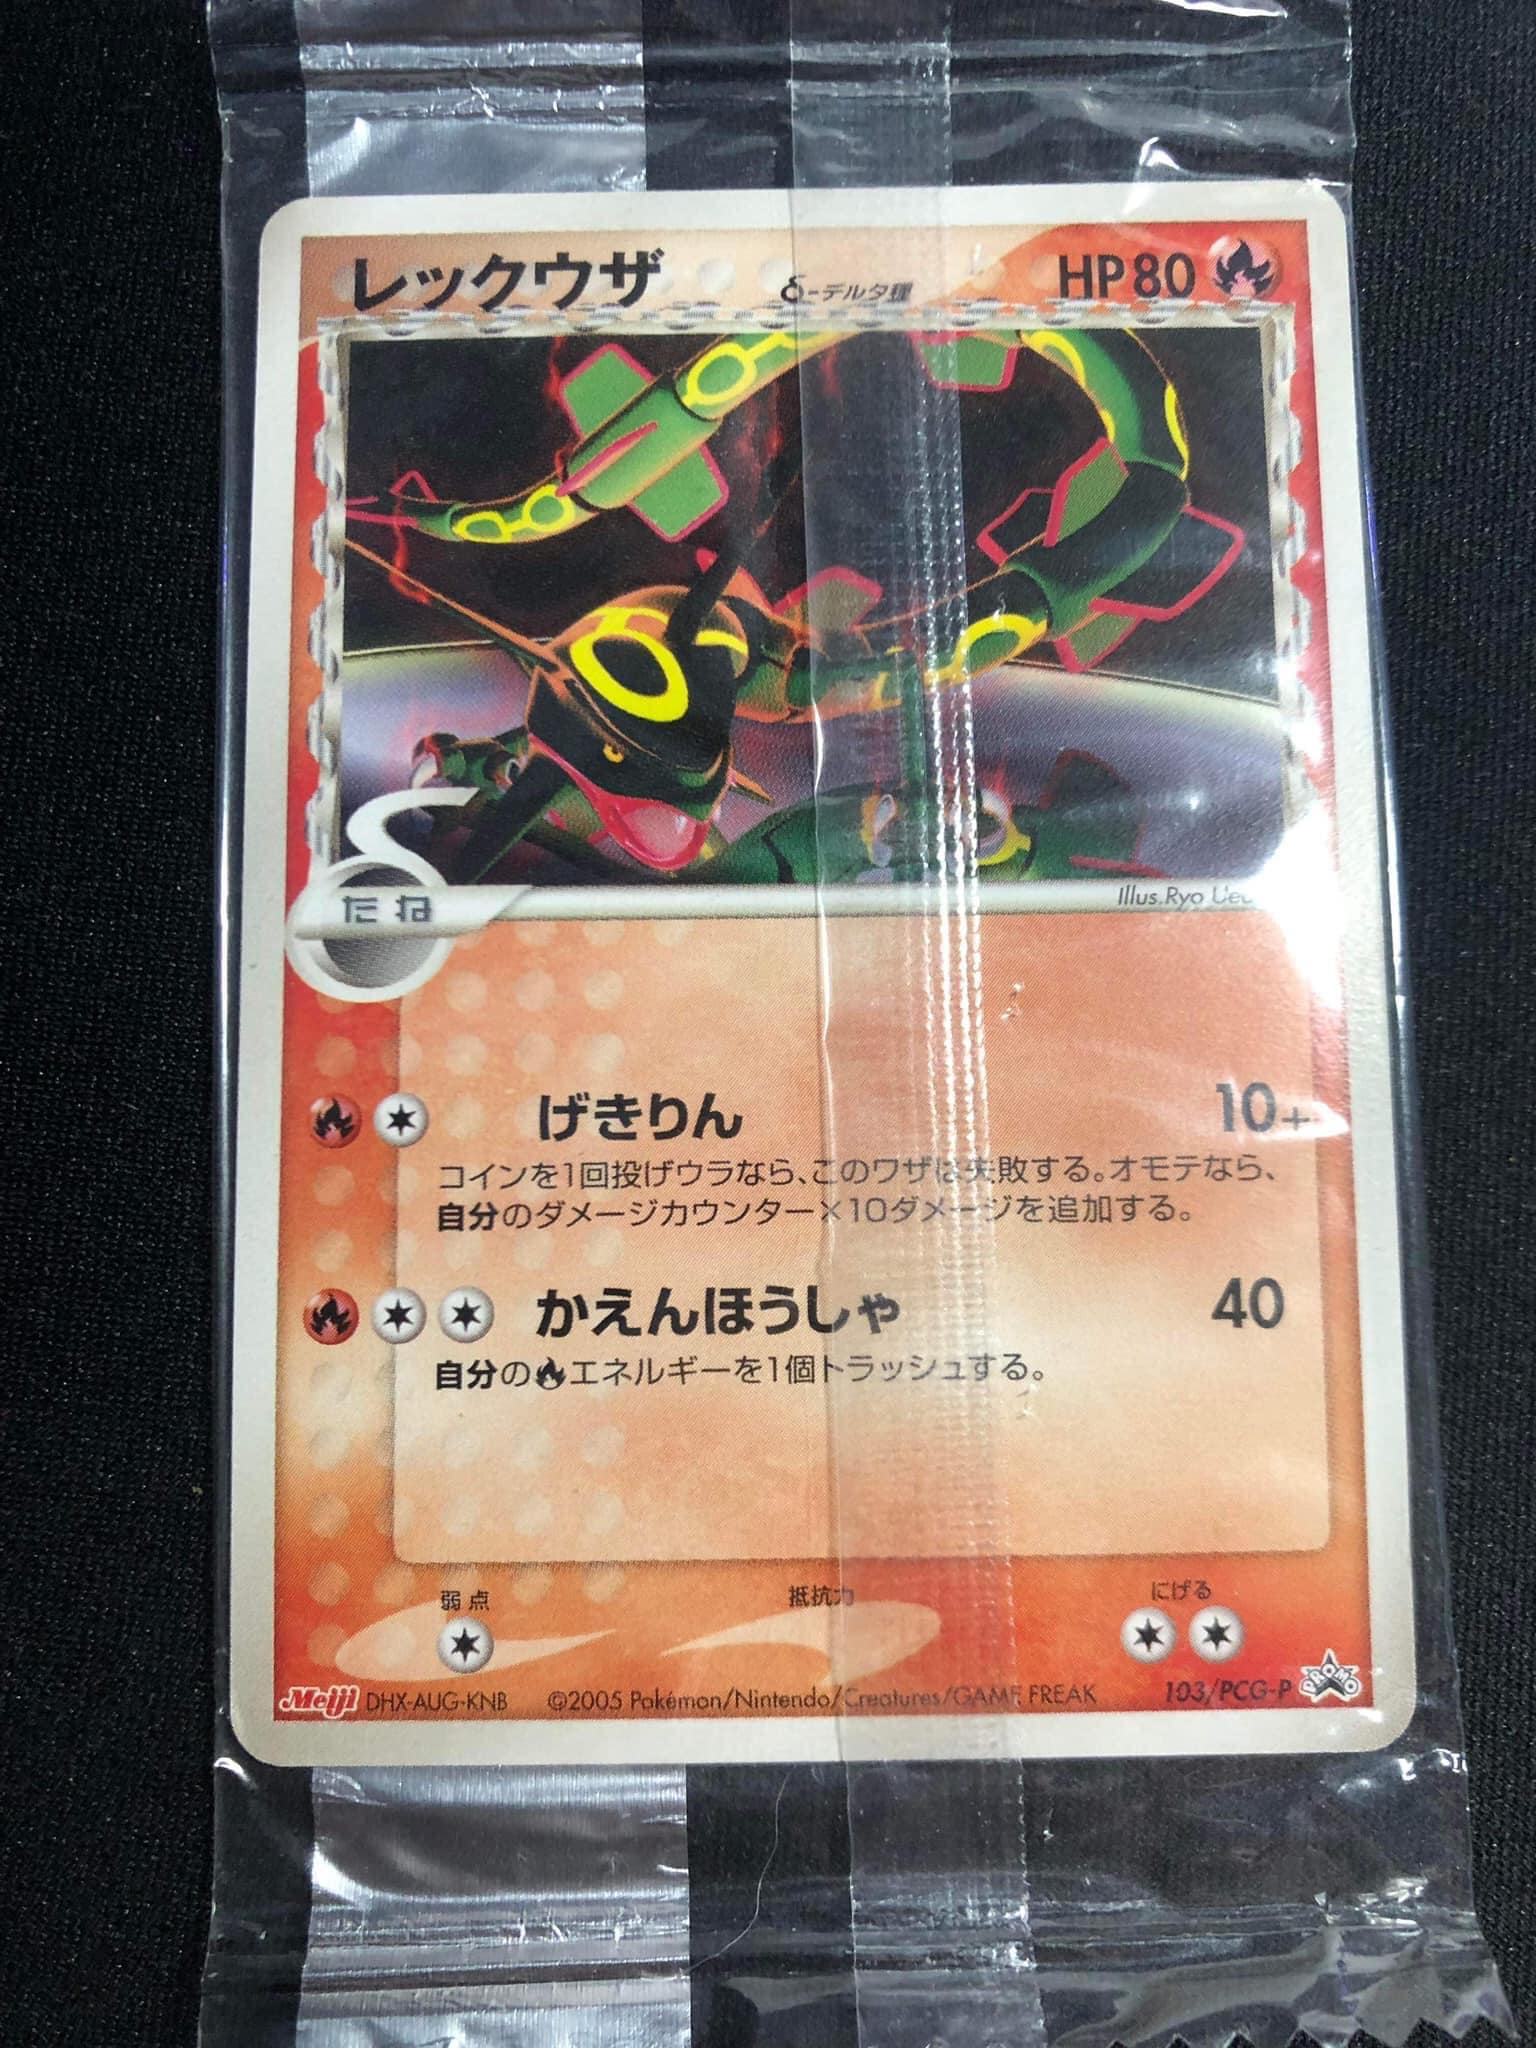 レックウザ
δ-デルタ種
HP80
δ
たね
Illus.Ryo
げきりん 10+
コインを1回投げウラなら、このワザは失敗する。オモテなら、
自分のダメージカウンター×10ダメージを追加する。
かえんほうしゃ 40
自分のエネルギーを1個トラッシュする。
弱点 抵抗力 にげる
Meiji DHX-AUG-KNB ©2005 Pokémon/Nintendo/Creatures/GAME FREAK 103/PCG-P PROMO